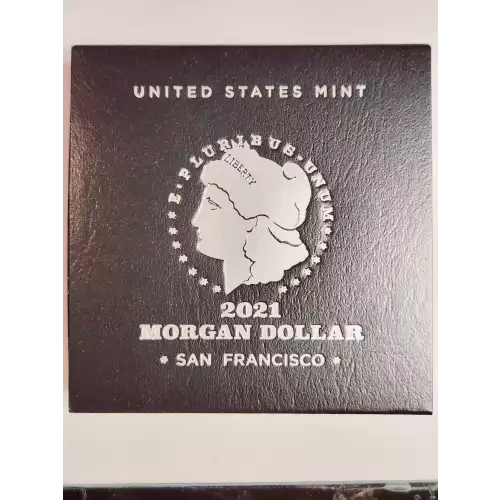 UNITED STATES MINT
E·PLURIBUS·UNUM
LIBERTY
2021
MORGAN DOLLAR
* SAN FRANCISCO *